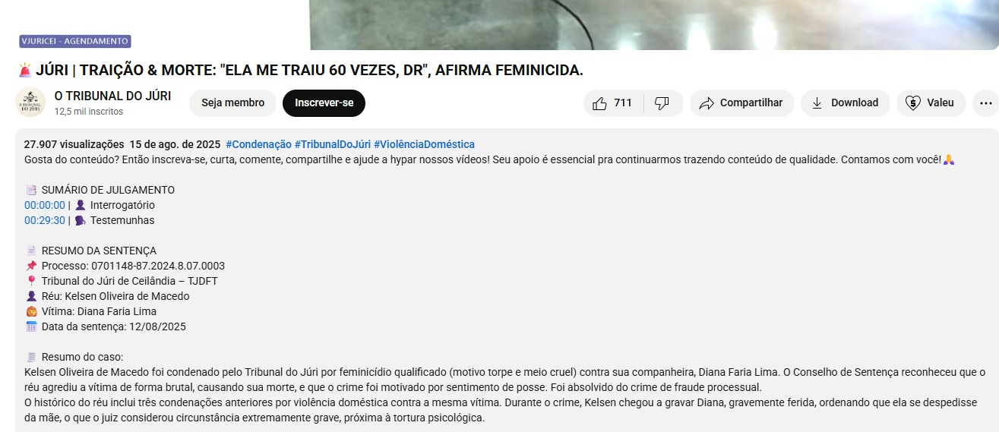 VJURICEI - AGENDAMENTO
🚨 JÚRI | TRAIÇÃO & MORTE: "ELA ME TRAIU 60 VEZES, DR", AFIRMA FEMINICIDA.
O TRIBUNAL DO JÚRI
O TRIBUNAL DO JÚRI
12,5 mil inscritos
Seja membro
Inscrever-se
711
Compartilhar
Download
Valeu
27.907 visualizações 15 de ago. de 2025 #Condenação #TribunalDoJúri #ViolênciaDoméstica
Gosta do conteúdo? Então inscreva-se, curta, comente, compartilhe e ajude a hypar nossos vídeos! Seu apoio é essencial pra continuarmos trazendo conteúdo de qualidade. Contamos com você!🙏
📑 SUMÁRIO DE JULGAMENTO
00:00:00 | 👤 Interrogatório
00:29:30 | 🗣 Testemunhas
📄 RESUMO DA SENTENÇA
📌 Processo: 0701148-87.2024.8.07.0003
📍 Tribunal do Júri de Ceilândia – TJDFT
👤 Réu: Kelsen Oliveira de Macedo
👩 Vítima: Diana Faria Lima
📅 Data da sentença: 12/08/2025
🧾 Resumo do caso:
Kelsen Oliveira de Macedo foi condenado pelo Tribunal do Júri por feminicídio qualificado (motivo torpe e meio cruel) contra sua companheira, Diana Faria Lima. O Conselho de Sentença reconheceu que o
réu agrediu a vítima de forma brutal, causando sua morte, e que o crime foi motivado por sentimento de posse. Foi absolvido do crime de fraude processual.
O histórico do réu inclui três condenações anteriores por violência doméstica contra a mesma vítima. Durante o crime, Kelsen chegou a gravar Diana, gravemente ferida, ordenando que ela se despedisse
da mãe, o que o juiz considerou circunstância extremamente grave, próxima à tortura psicológica.